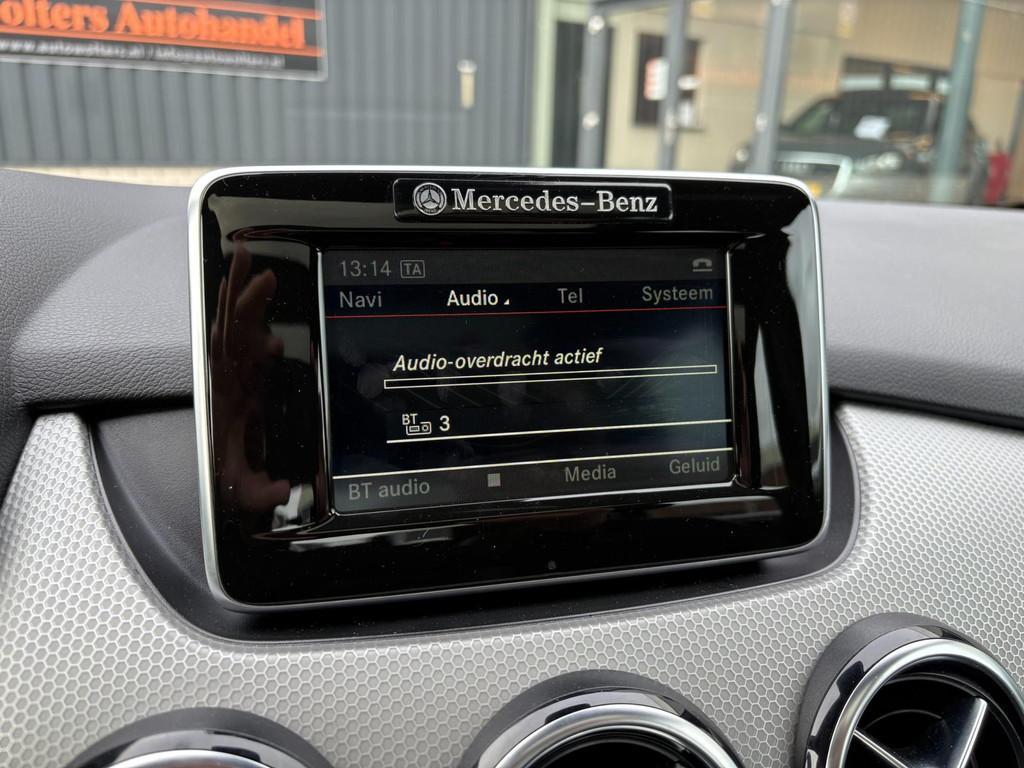 olters Autohandel
Mercedes-Benz
13:14 TA
Navi Audio Tel Systeem
Audio-overdracht actief
BT 3
BT audio Media Geluid